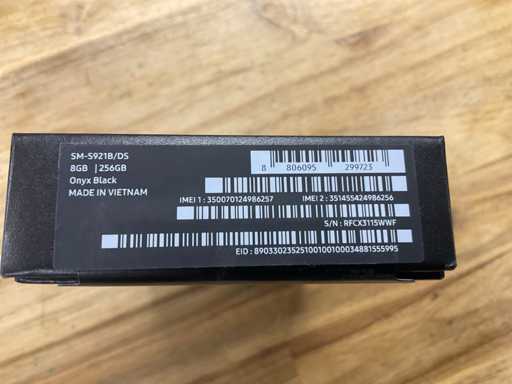 SM-S921B/DS
8GB | 256GB
Onyx Black
MADE IN VIETNAM
8 806095 299723
IMEI 1 : 350070124986257 IMEI 2 : 351455424986256
S/N : RFCX3115WWF
EID : 89033023525100100100034881555995